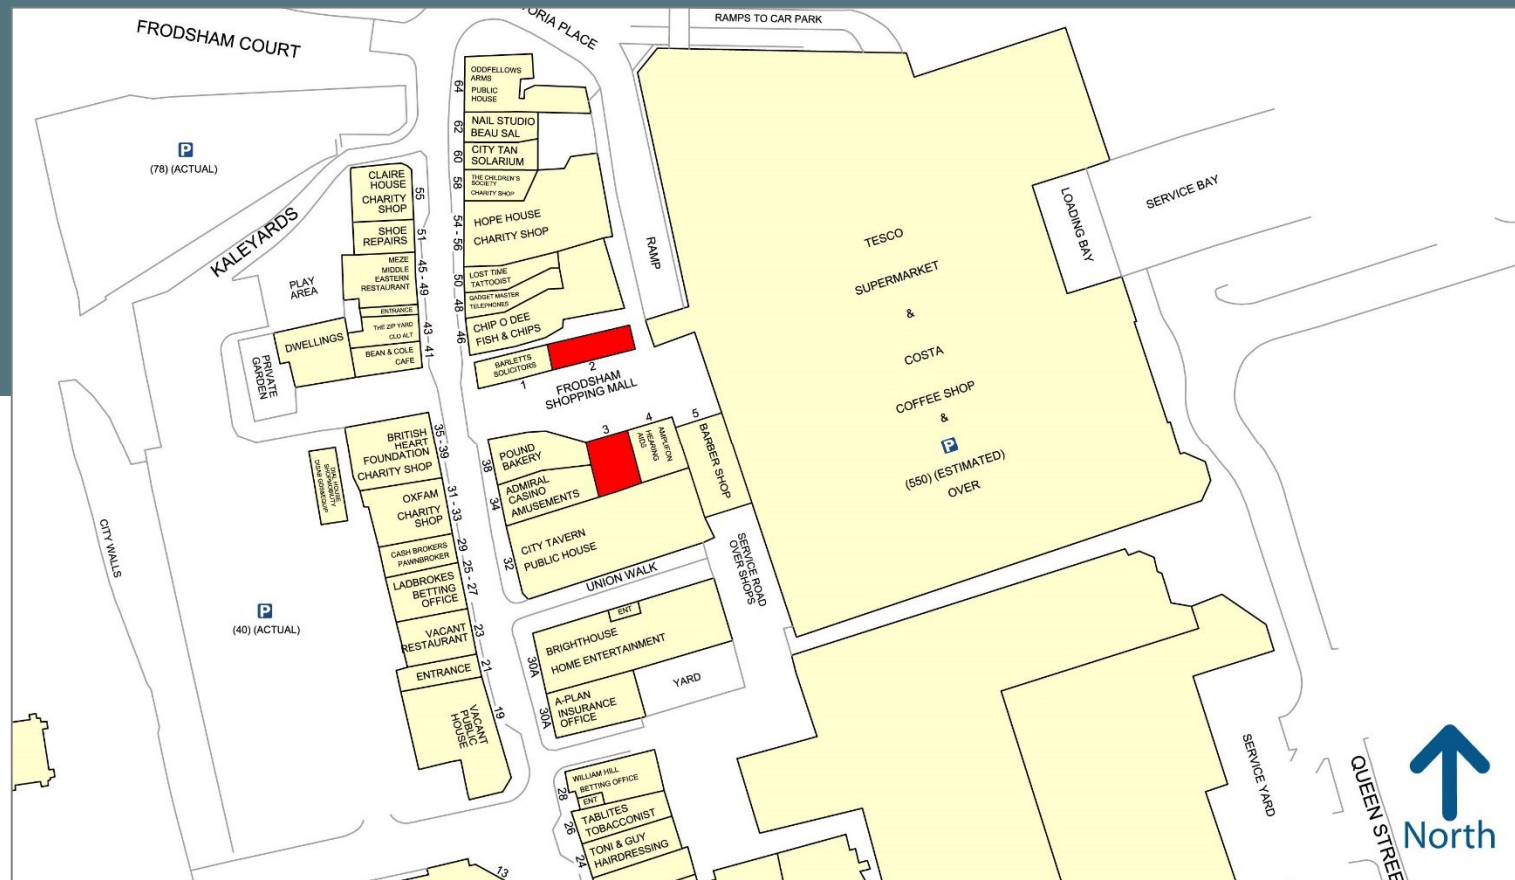 FRODSHAM COURT
TORIA PLACE
RAMPS TO CAR PARK
P
(78) (ACTUAL)
KALEYARDS
PLAY
AREA
PRIVATE
GARDEN
DWELLINGS
CLAIRE
HOUSE
CHARITY
SHOP
55
SHOE
REPAIRS
51
MEZE
MIDDLE
EASTERN
RESTAURANT
45 - 49
ENTRANCE
THE ZIP YARD
CLO ALT
43 - 41
BEAN & COLE
CAFE
64
ODDFELLOWS
ARMS
PUBLIC
HOUSE
62
NAIL STUDIO
BEAU SAL
60
CITY TAN
SOLARIUM
58
THE CHILDREN'S
SOCIETY
CHARITY SHOP
54 - 56
HOPE HOUSE
CHARITY SHOP
50
LOST TIME
TATTOOIST
48
GADGET MASTER
TELEPHONES
46
CHIP O DEE
FISH & CHIPS
BARLETTS
SOLICITORS
1
2
FRODSHAM
SHOPPING MALL
RAMP
TESCO
SUPERMARKET
&
COSTA
COFFEE SHOP
&
P
(550) (ESTIMATED)
OVER
LOADING BAY
SERVICE BAY
3
4
5
AMPLIFON
HEARING
AIDS
BARBER SHOP
38
POUND
BAKERY
34
ADMIRAL
CASINO
AMUSEMENTS
32
CITY TAVERN
PUBLIC HOUSE
UNION WALK
SERVICE ROAD
OVER SHOPS
BRITISH
HEART
FOUNDATION
CHARITY SHOP
35 - 39
DIAL HOUSE
SHOPMOBILITY
OXFAM
CHARITY
SHOP
31 - 33
CASH BROKERS
PAWNBROKER
29
LADBROKES
BETTING
OFFICE
25 - 27
VACANT
RESTAURANT
23
ENTRANCE
21
VACANT
PUBLIC
HOUSE
19
CITY WALLS
P
(40) (ACTUAL)
ENT
30A
BRIGHTHOUSE
HOME ENTERTAINMENT
30A
A-PLAN
INSURANCE
OFFICE
YARD
28
WILLIAM HILL
BETTING OFFICE
ENT
26
TABLITES
TOBACCONIST
24
TONI & GUY
HAIRDRESSING
13
SERVICE YARD
QUEEN STREE
North